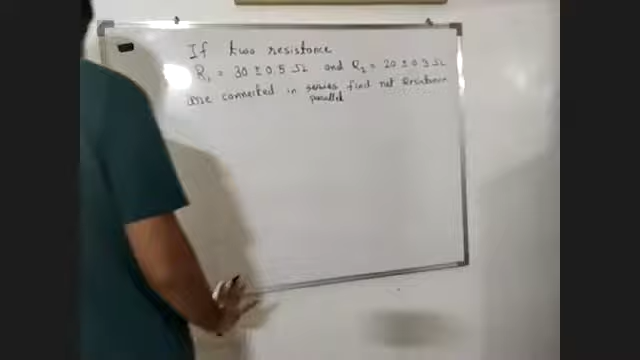 If two resistance
R₁ = 30 ± 0.5 Ω and R₂ = 20 ± 0.3 Ω
are connected in series find net resistance
parallel